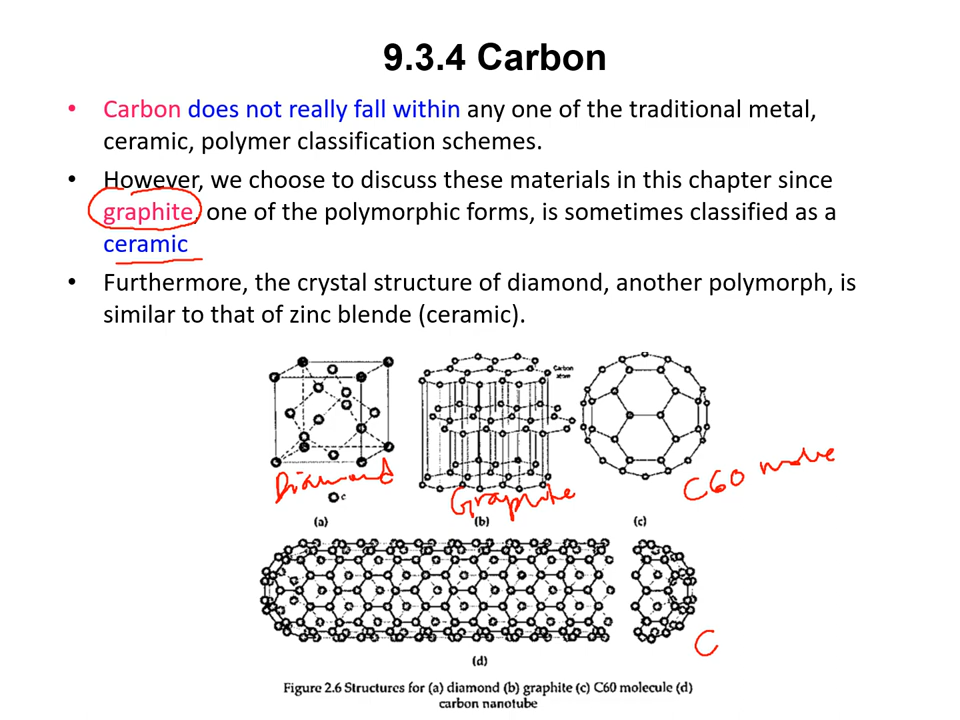 9.3.4 Carbon
• Carbon does not really fall within any one of the traditional metal,
ceramic, polymer classification schemes.
• However, we choose to discuss these materials in this chapter since
graphite, one of the polymorphic forms, is sometimes classified as a
ceramic
• Furthermore, the crystal structure of diamond, another polymorph, is
similar to that of zinc blende (ceramic).
Carbon
atom
Diamond
C
Graphite
C60
(a)
(b)
(c)
C
(d)
Figure 2.6 Structures for (a) diamond (b) graphite (c) C60 molecule (d)
carbon nanotube